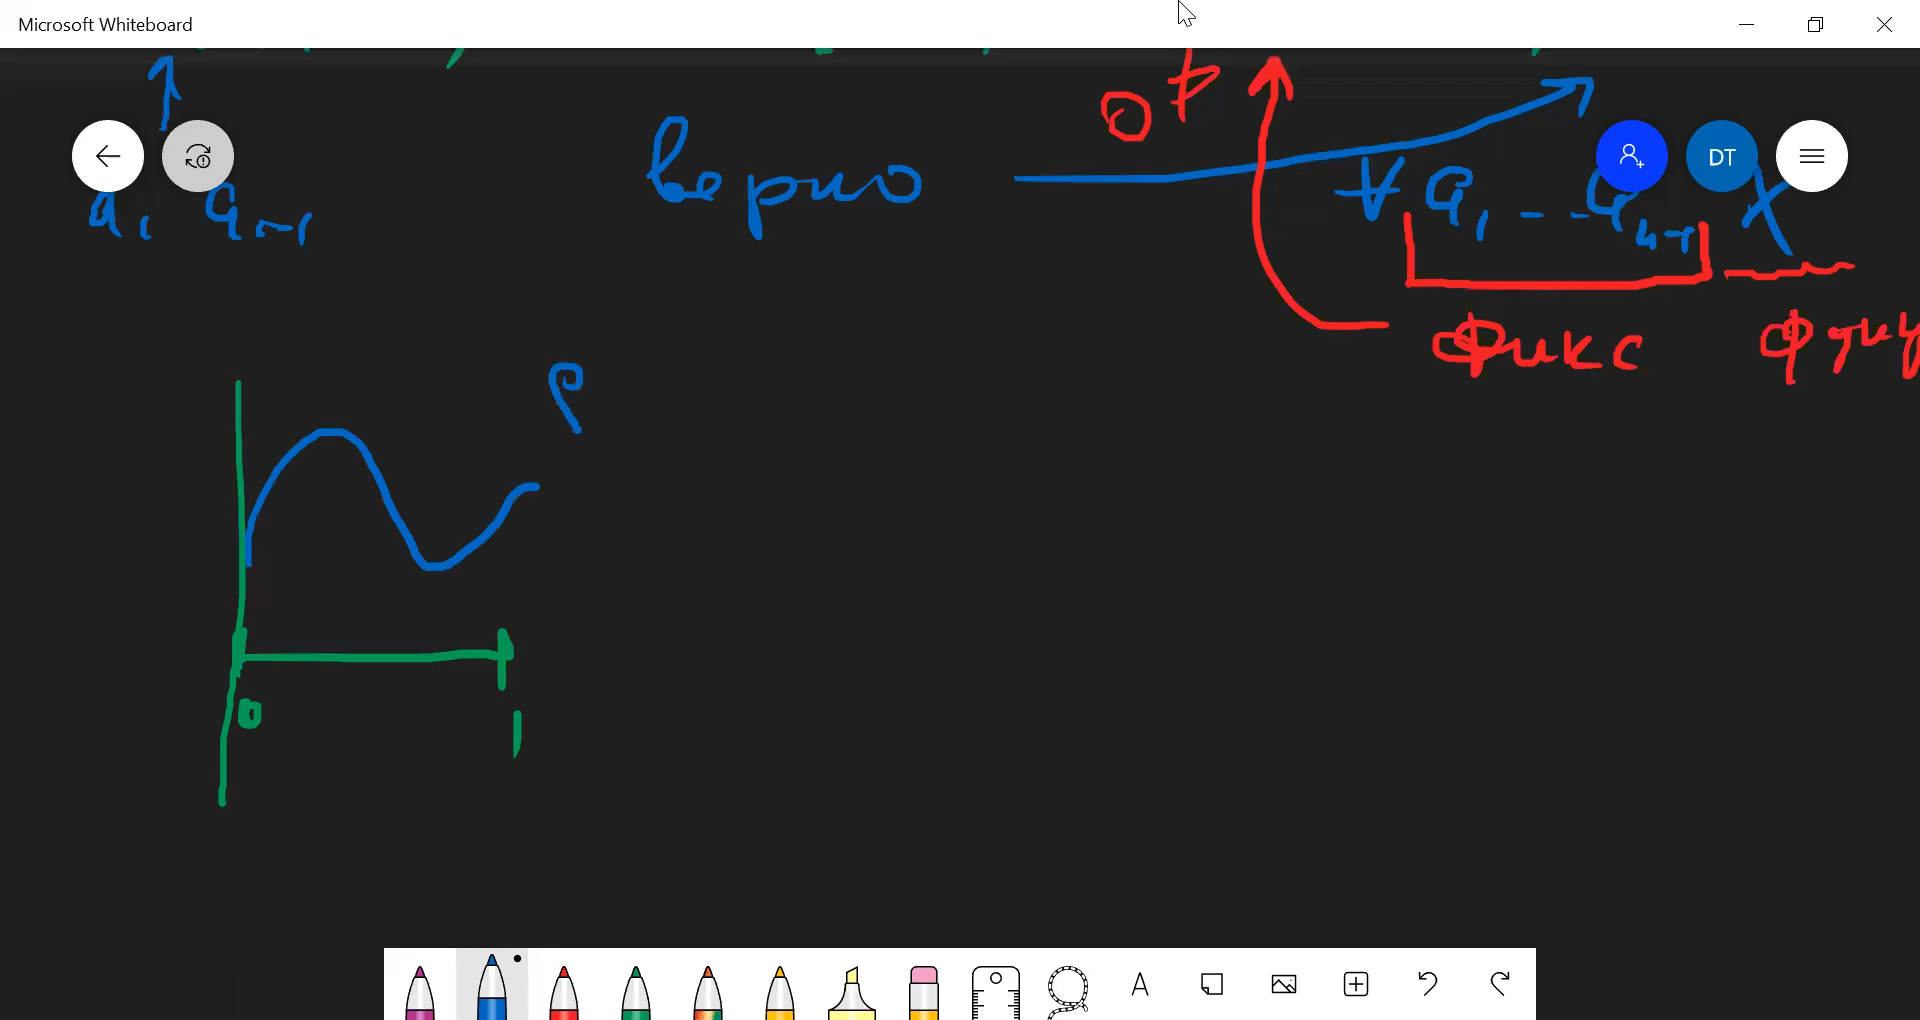 Microsoft Whiteboard
от
верно
DT
a₁ aₙ₋₁
∀ a₁ - - aₙ₋₁ x
фикс
P
0
1
A